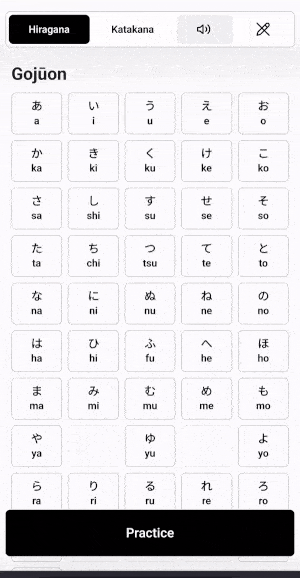 Hiragana Katakana
Gojūon
あ い う え お
a i u e o
か き く け こ
ka ki ku ke ko
さ し す せ そ
sa shi su se so
た ち つ て と
ta chi tsu te to
な に ぬ ね の
na ni nu ne no
は ひ ふ へ ほ
ha hi fu he ho
ま み む め も
ma mi mu me mo
や ゆ よ
ya yu yo
ら り る れ ろ
ra ri ru re ro
Practice